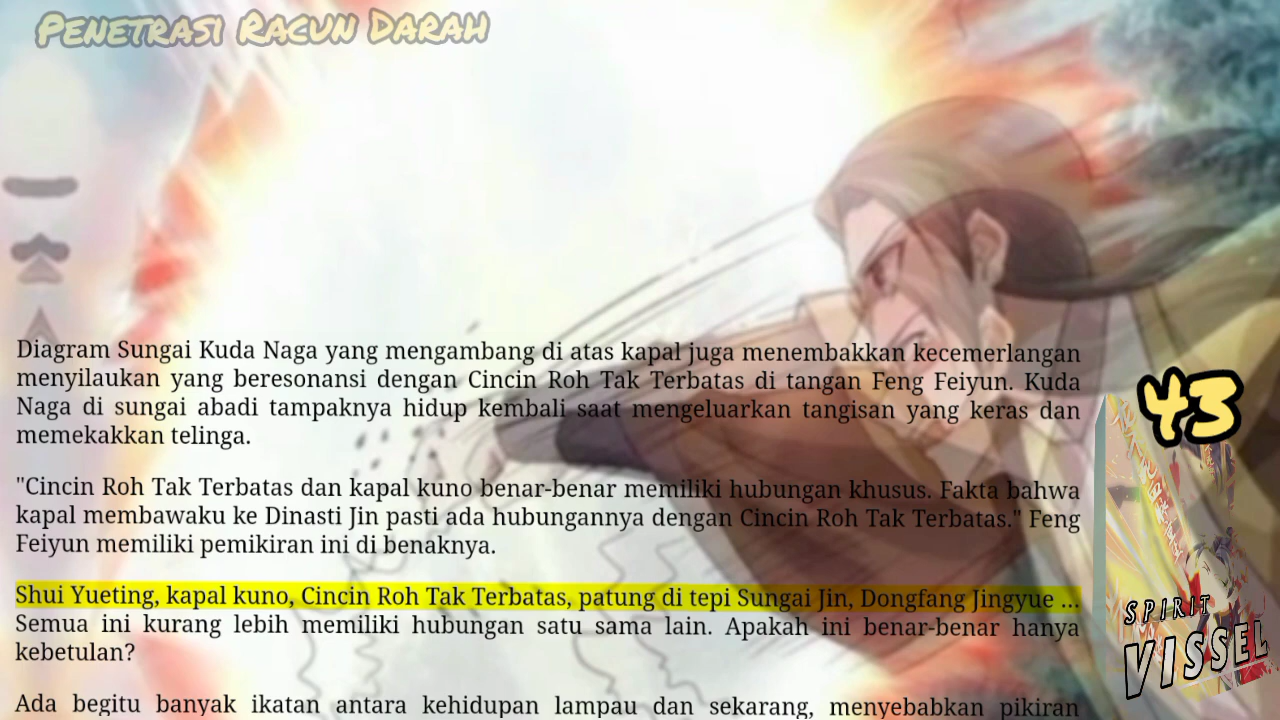 Penetrasi Racun Darah
Diagram Sungai Kuda Naga yang mengambang di atas kapal juga menembakkan kecemerlangan
menyilaukan yang beresonansi dengan Cincin Roh Tak Terbatas di tangan Feng Feiyun. Kuda
Naga di sungai abadi tampaknya hidup kembali saat mengeluarkan tangisan yang keras dan
memekakkan telinga.
"Cincin Roh Tak Terbatas dan kapal kuno benar-benar memiliki hubungan khusus. Fakta bahwa
kapal membawaku ke Dinasti Jin pasti ada hubungannya dengan Cincin Roh Tak Terbatas." Feng
Feiyun memiliki pemikiran ini di benaknya.
Shui Yueting, kapal kuno, Cincin Roh Tak Terbatas, patung di tepi Sungai Jin, Dongfang Jingyue ...
Semua ini kurang lebih memiliki hubungan satu sama lain. Apakah ini benar-benar hanya
kebetulan?
Ada begitu banyak ikatan antara kehidupan lampau dan sekarang, menyebabkan pikiran
43
SPIRIT
VISSEL